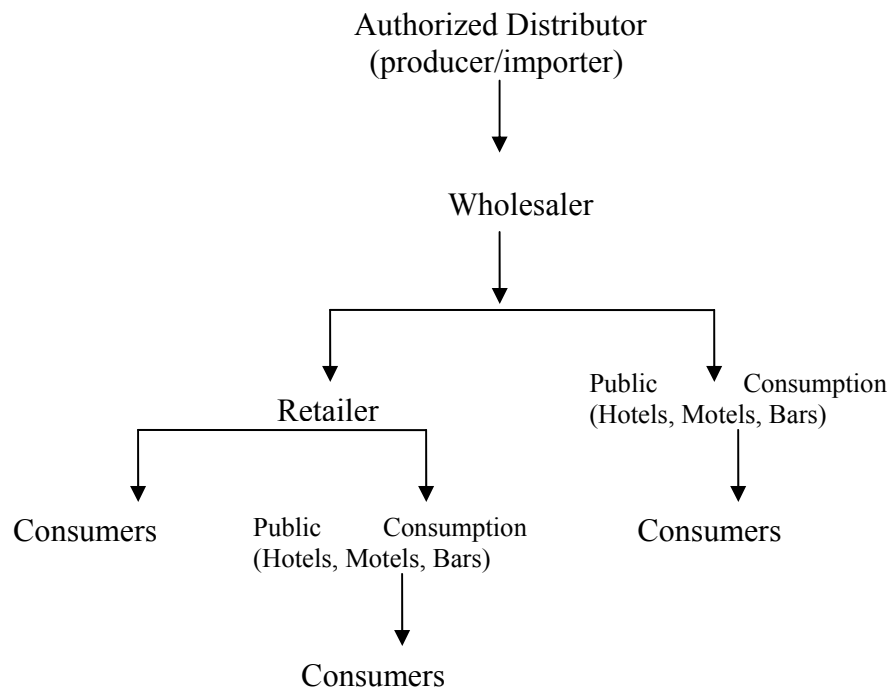 Authorized Distributor
(producer/importer)
Wholesaler
Retailer
Public Consumption
(Hotels, Motels, Bars)
Consumers
Public Consumption
(Hotels, Motels, Bars)
Consumers
Consumers